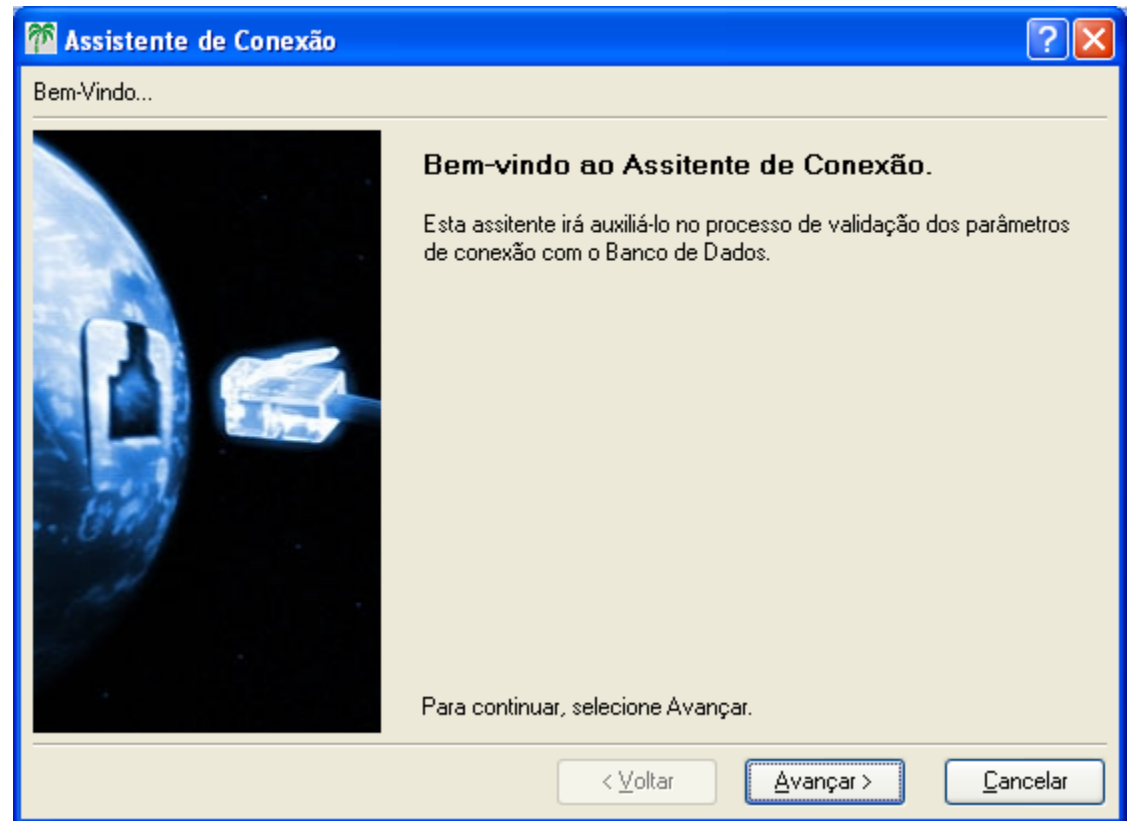 Assistente de Conexão
Bem-Vindo...
Bem-vindo ao Assitente de Conexão.
Esta assitente irá auxiliá-lo no processo de validação dos parâmetros
de conexão com o Banco de Dados.
Para continuar, selecione Avançar.
< Voltar Avançar > Cancelar